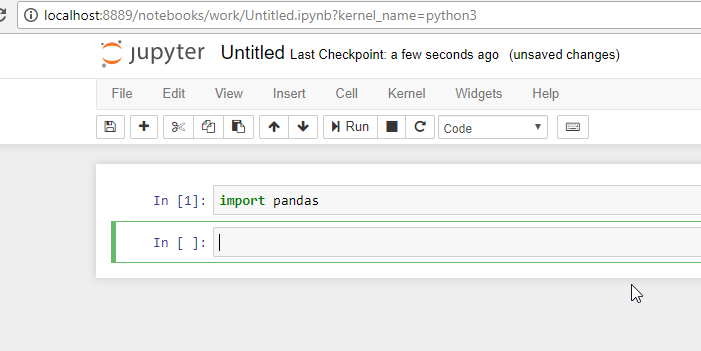 localhost:8889/notebooks/work/Untitled.ipynb?kernel_name=python3
jupyter Untitled Last Checkpoint: a few seconds ago (unsaved changes)
File Edit View Insert Cell Kernel Widgets Help
Run Code
In [1]: import pandas
In [ ]: